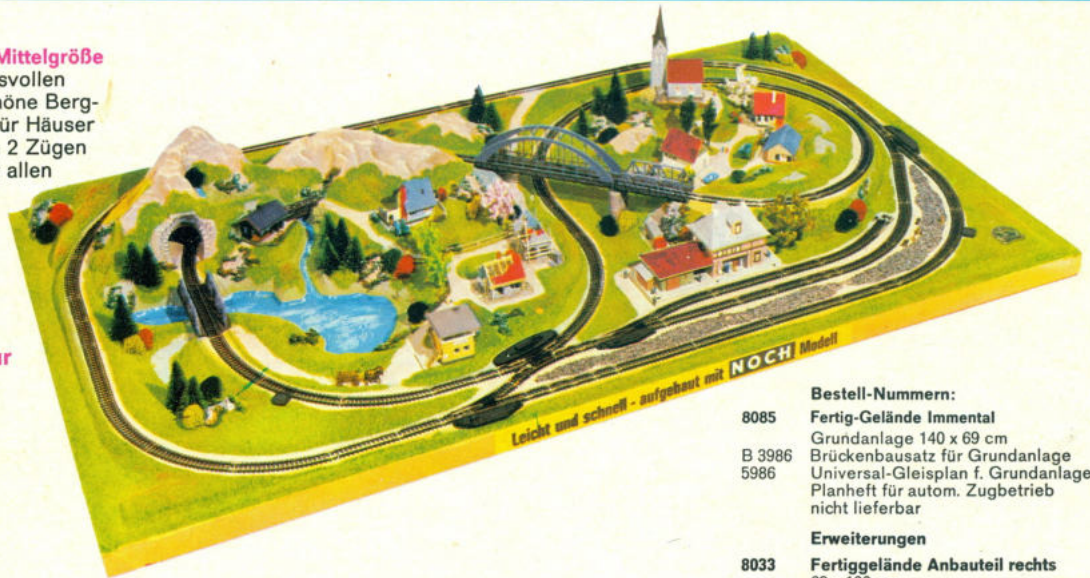 Mittelgröße
svollen
höne Berg-
ür Häuser
2 Zügen
allen
ur
Leicht und schnell - aufgebaut mit NOCH Modell
Bestell-Nummern:
8085 Fertig-Gelände Immental
Grundanlage 140 x 69 cm
B 3986 Brückenbausatz für Grundanlage
5986 Universal-Gleisplan f. Grundanlage
Planheft für autom. Zugbetrieb
nicht lieferbar
Erweiterungen
8033 Fertiggelände Anbauteil rechts